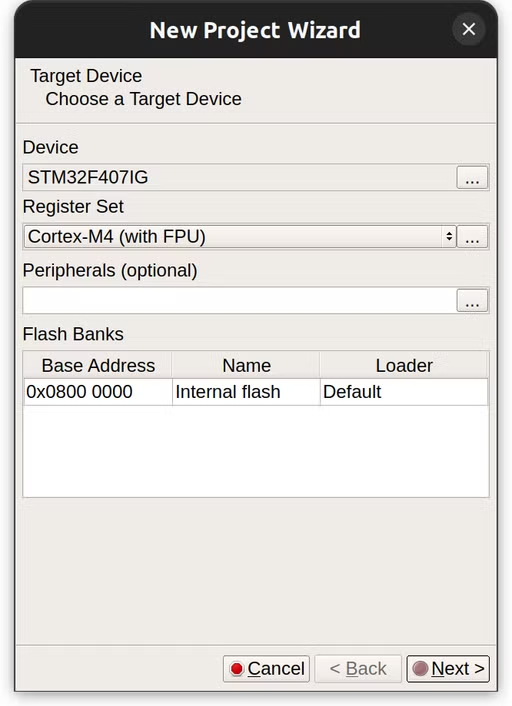 New Project Wizard
Target Device
Choose a Target Device
Device
STM32F407IG
...
Register Set
Cortex-M4 (with FPU)
...
Peripherals (optional)
...
Flash Banks
Base Address Name Loader
0x0800 0000 Internal flash Default
Cancel < Back Next >